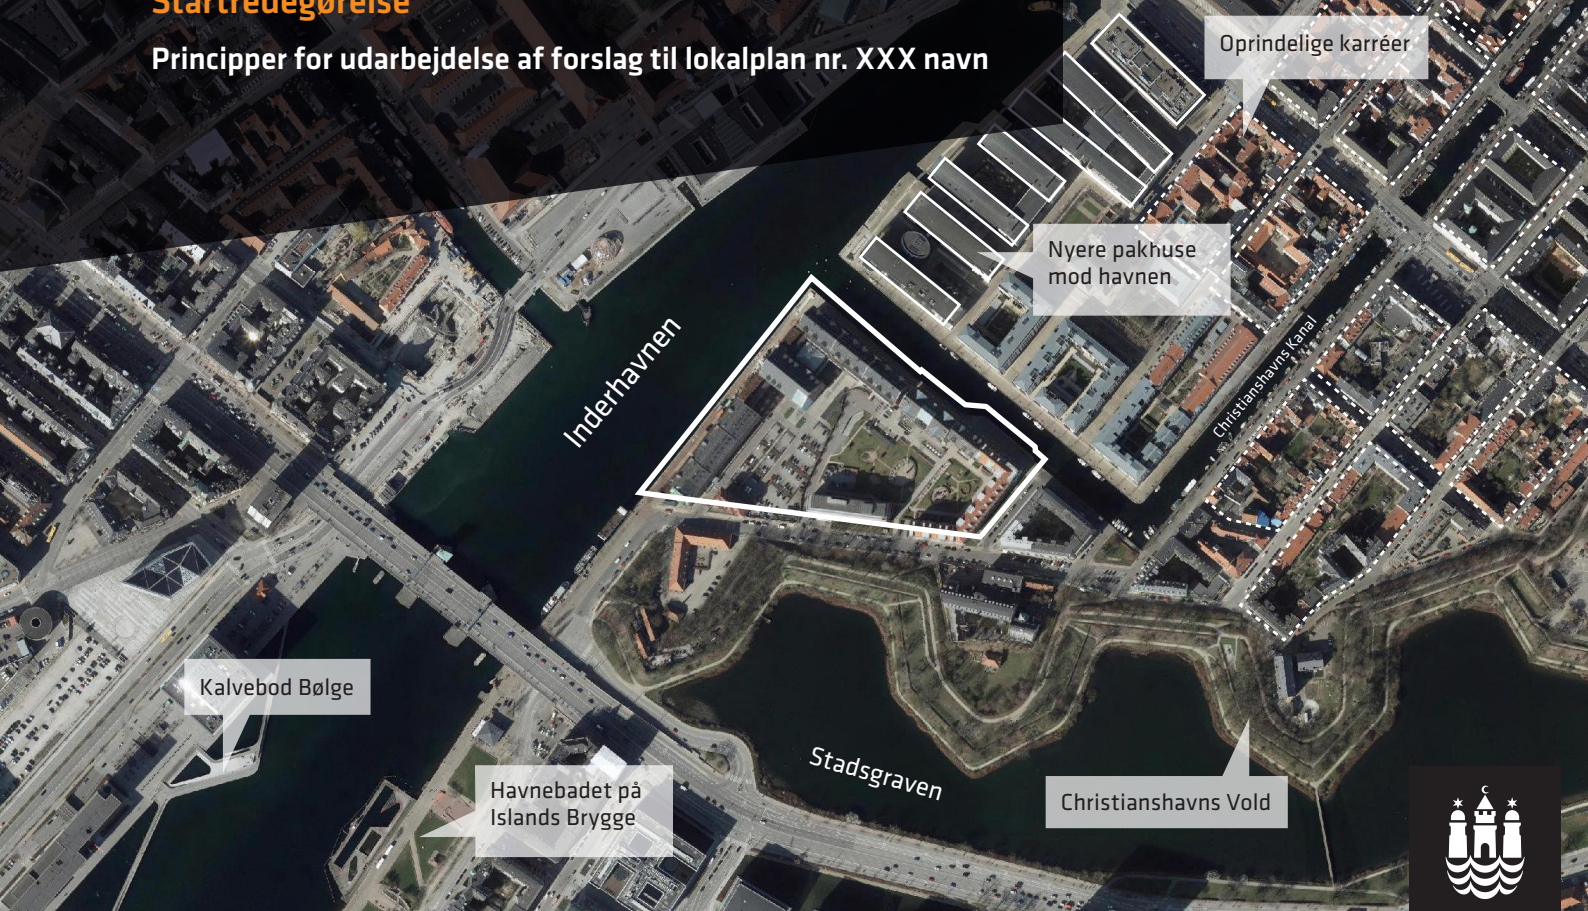 Startredegørelse
Principper for udarbejdelse af forslag til lokalplan nr. XXX navn
Oprindelige karréer
Nyere pakhuse
mod havnen
Inderhavnen
Christianshavns Kanal
Kalvebod Bølge
Havnebadet på
Islands Brygge
Stadsgraven
Christianshavns Vold